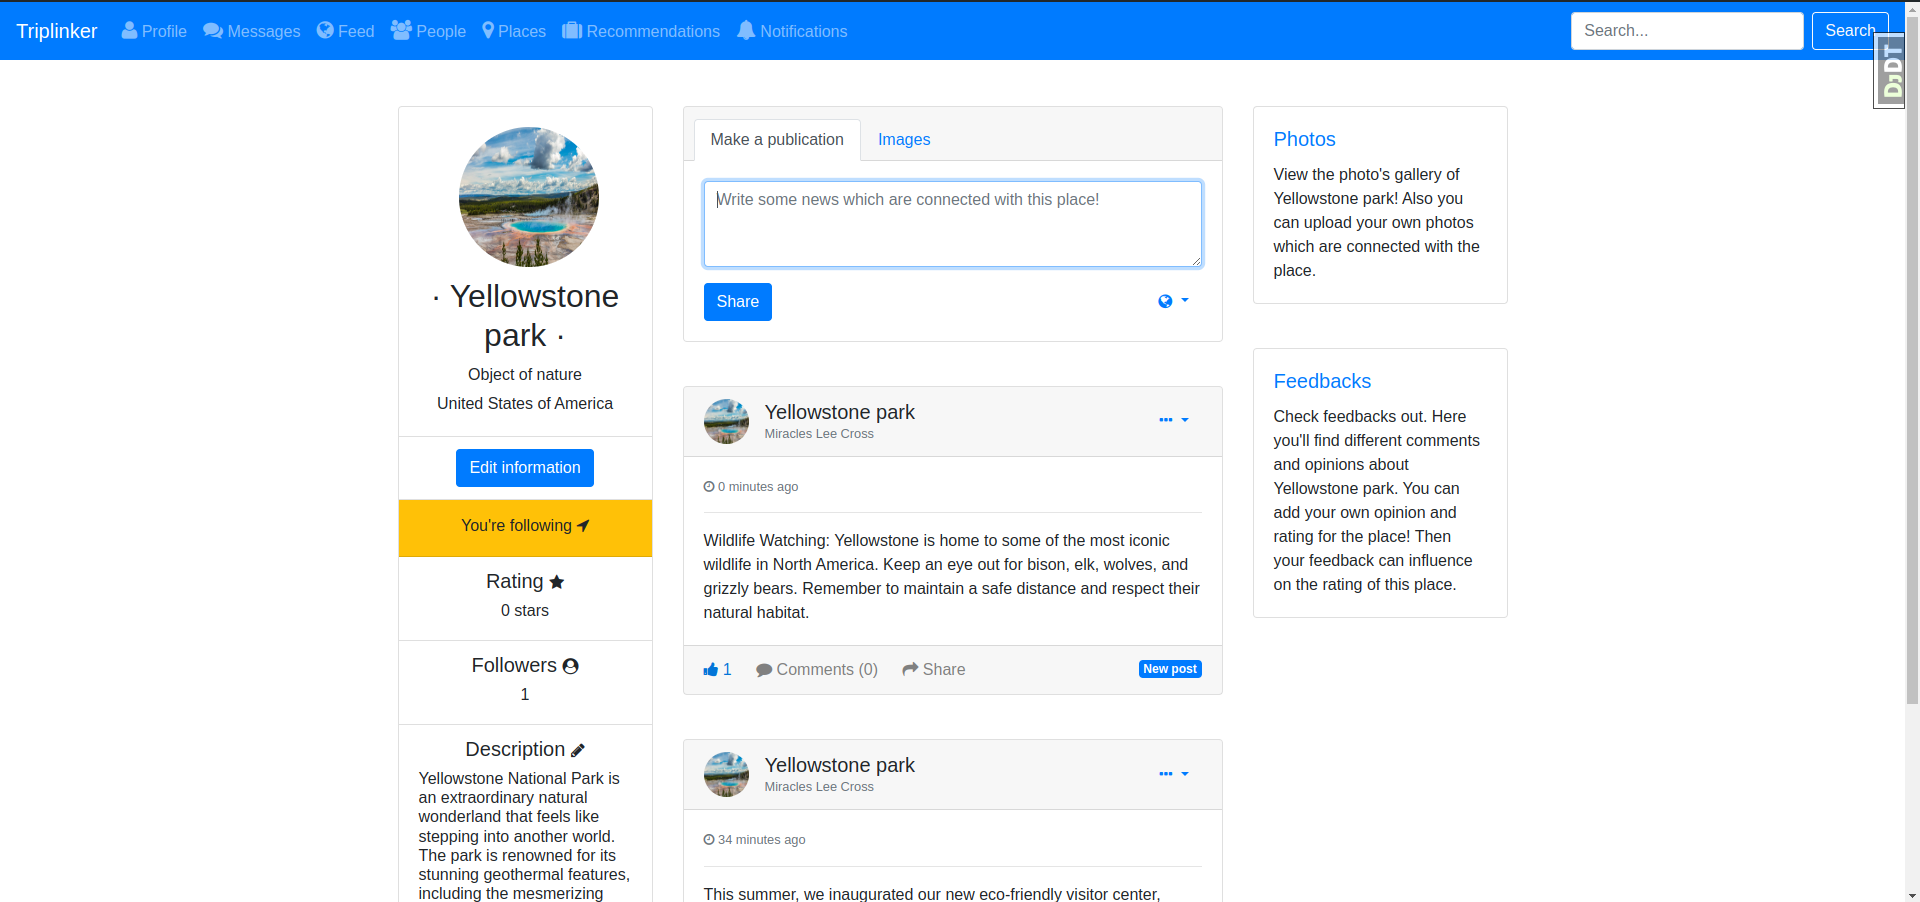 Triplinker Profile Messages Feed People Places Recommendations Notifications Search... Search
DjDT
· Yellowstone
park ·
Object of nature
United States of America
Edit information
You're following
Rating
0 stars
Followers
1
Description
Yellowstone National Park is
an extraordinary natural
wonderland that feels like
stepping into another world.
The park is renowned for its
stunning geothermal features,
including the mesmerizing
Make a publication Images
Write some news which are connected with this place!
Share
Yellowstone park
Miracles Lee Cross
0 minutes ago
Wildlife Watching: Yellowstone is home to some of the most iconic
wildlife in North America. Keep an eye out for bison, elk, wolves, and
grizzly bears. Remember to maintain a safe distance and respect their
natural habitat.
1 Comments (0) Share New post
Yellowstone park
Miracles Lee Cross
34 minutes ago
This summer, we inaugurated our new eco-friendly visitor center,
Photos
View the photo's gallery of
Yellowstone park! Also you
can upload your own photos
which are connected with the
place.
Feedbacks
Check feedbacks out. Here
you'll find different comments
and opinions about
Yellowstone park. You can
add your own opinion and
rating for the place! Then
your feedback can influence
on the rating of this place.